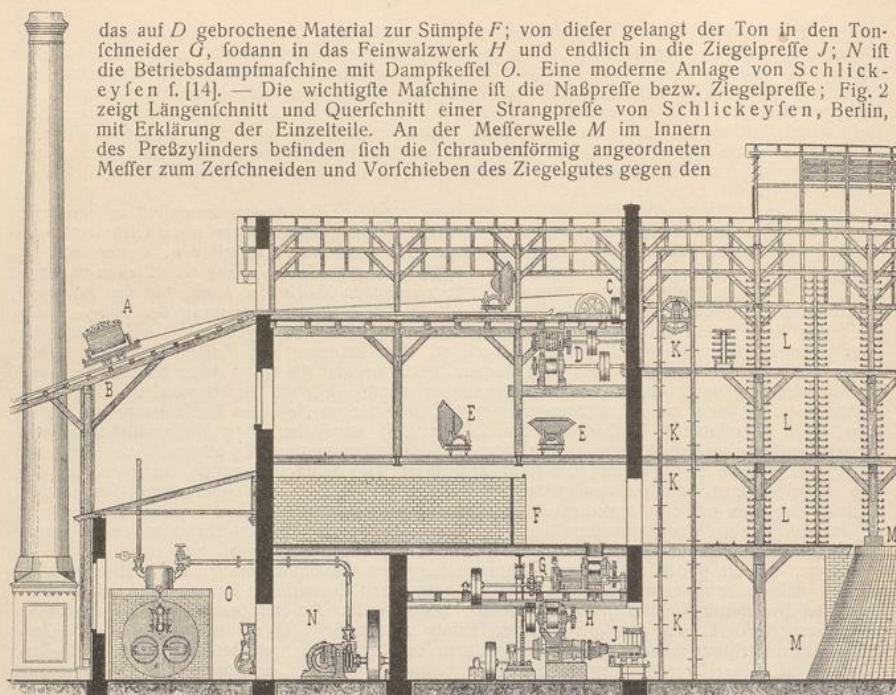 das auf D gebrochene Material zur Sümpfe F; von dieſer gelangt der Ton in den Ton-
ſchneider G, ſodann in das Feinwalzwerk H und endlich in die Ziegelpreſſe J; N iſt
die Betriebsdampfmaſchine mit Dampfkeſſel O. Eine moderne Anlage von Schlick-
eyſen ſ. [14]. — Die wichtigſte Maſchine iſt die Naßpreſſe bezw. Ziegelpreſſe; Fig. 2
zeigt Längenſchnitt und Querſchnitt einer Strangpreſſe von Schlickeyſen, Berlin,
mit Erklärung der Einzelteile. An der Meſſerwelle M im Innern
des Preßzylinders befinden ſich die ſchraubenförmig angeordneten
Meſſer zum Zerſchneiden und Vorſchieben des Ziegelgutes gegen den
A
B
C
D
K
L
E
E
K
L
K
F
L
M
G
O
N
H
J
K
M